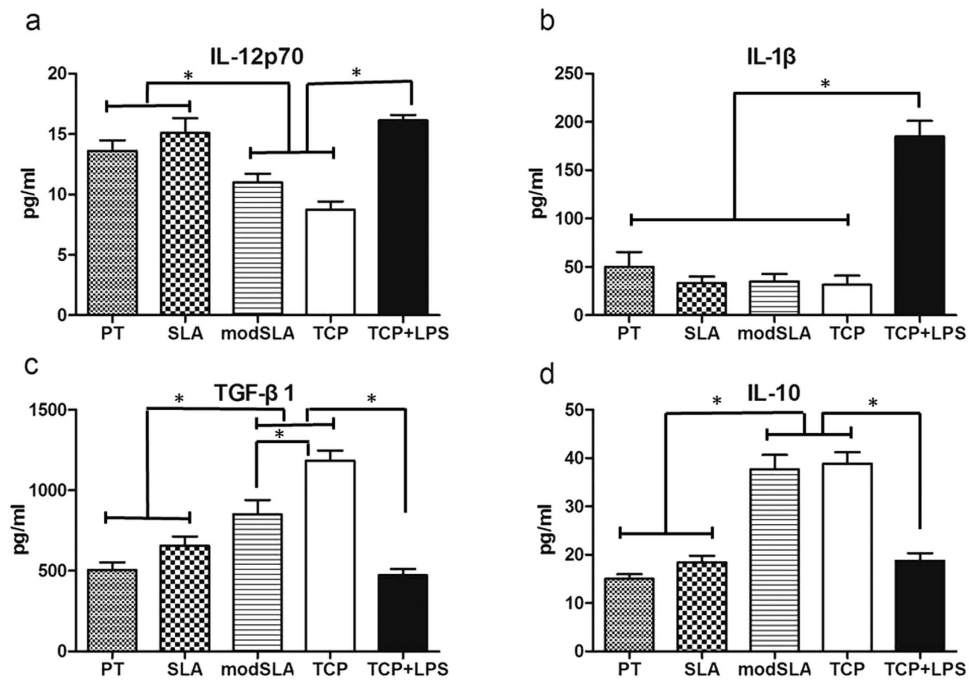 a
IL-12p70
*
*
20
15
10
5
0
pg/ml
PT SLA modSLA TCP TCP+LPS
b
IL-1β
*
250
200
150
100
50
0
pg/ml
PT SLA modSLA TCP TCP+LPS
c
TGF-β 1
*
*
*
1500
1000
500
0
pg/ml
PT SLA modSLA TCP TCP+LPS
d
IL-10
*
*
50
40
30
20
10
0
pg/ml
PT SLA modSLA TCP TCP+LPS